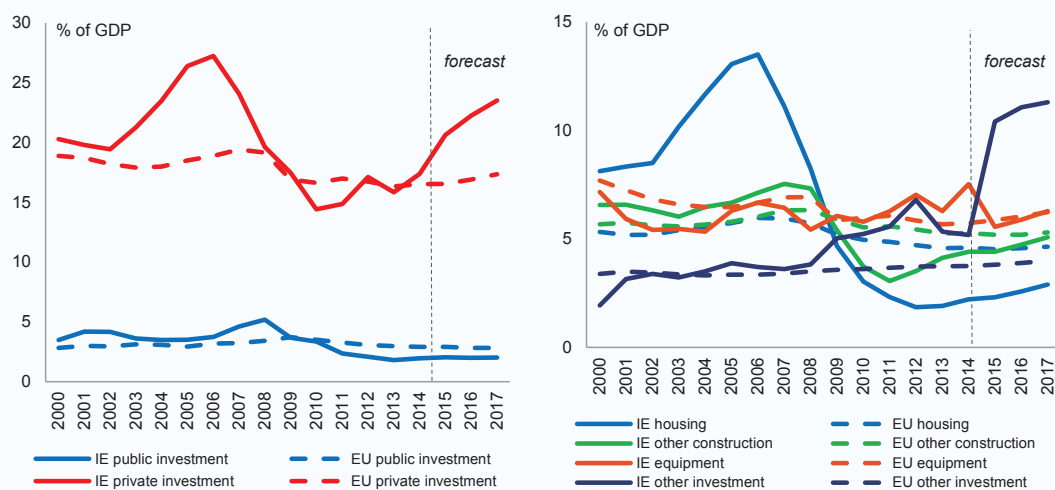 % of GDP
forecast
30
25
20
15
10
5
0
2000
2001
2002
2003
2004
2005
2006
2007
2008
2009
2010
2011
2012
2013
2014
2015
2016
2017
IE public investment
EU public investment
IE private investment
EU private investment
% of GDP
forecast
15
10
5
0
2000
2001
2002
2003
2004
2005
2006
2007
2008
2009
2010
2011
2012
2013
2014
2015
2016
2017
IE housing
EU housing
IE other construction
EU other construction
IE equipment
EU equipment
IE other investment
EU other investment